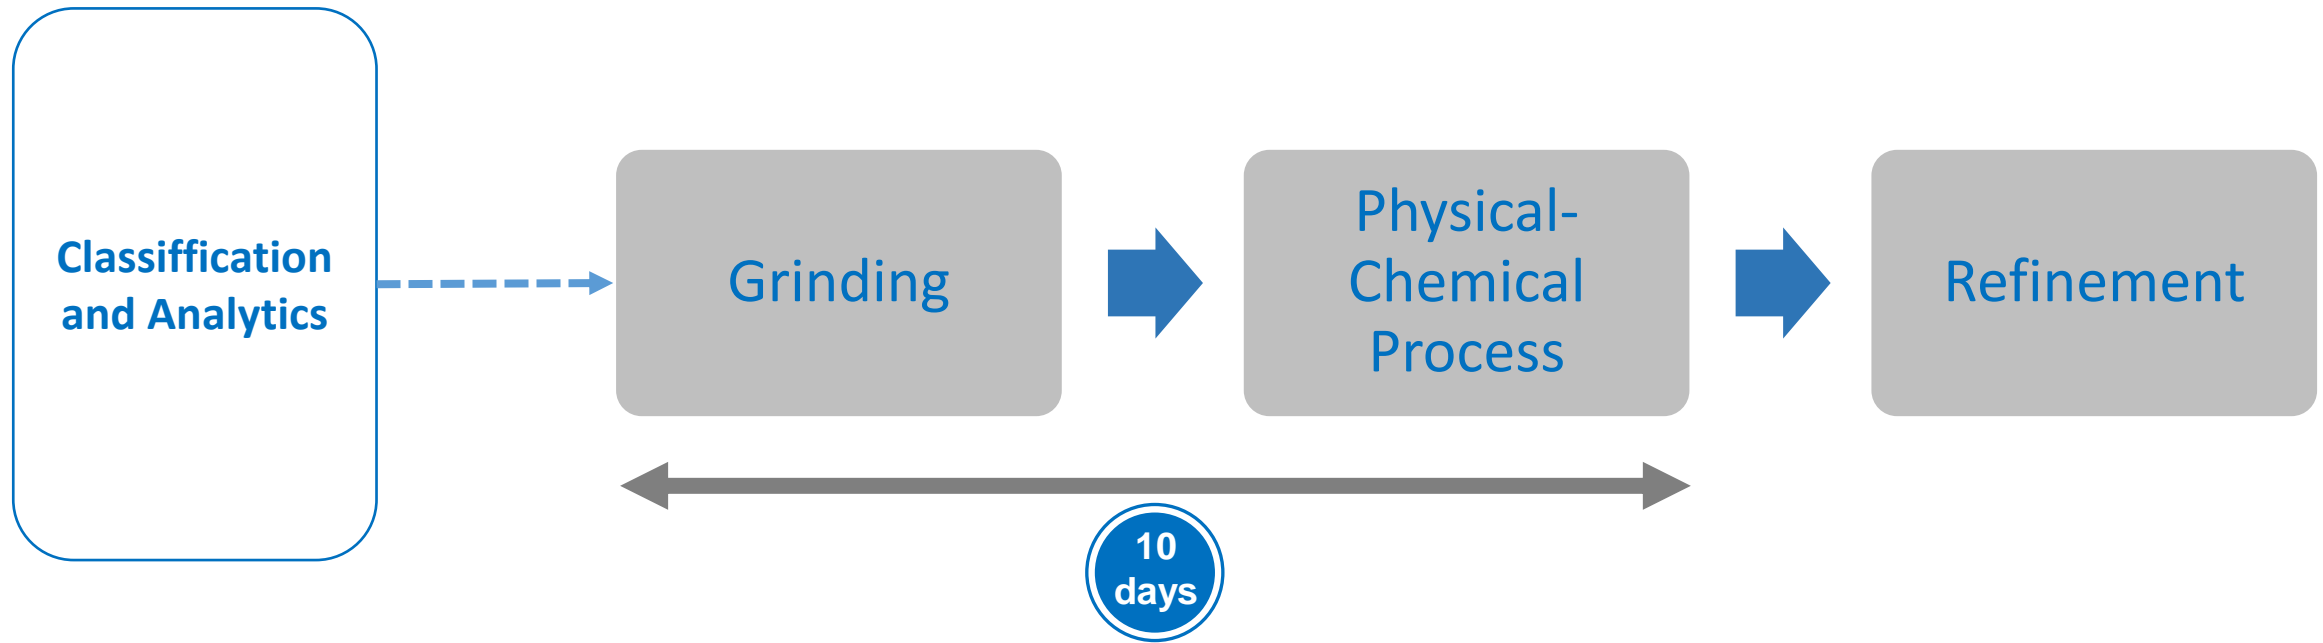 Classiffication
and Analytics
Grinding
Physical-
Chemical
Process
Refinement
10
days